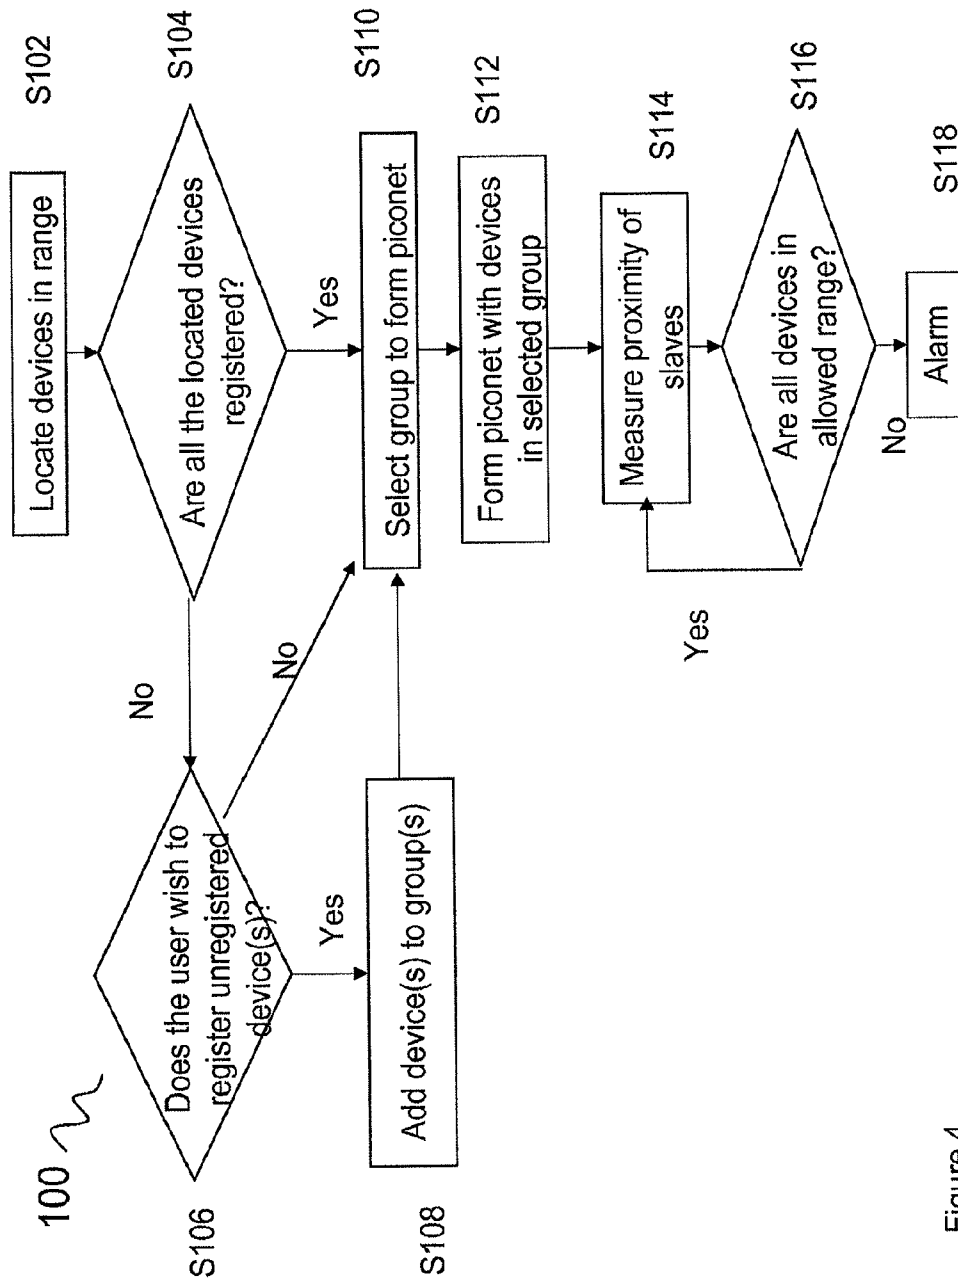 100
Locate devices in range
S102
Does the user wish to
register unregistered
device(s)?
S106
No
Are all the located devices
registered?
S104
Yes
No
Yes
Add device(s) to group(s)
S108
Select group to form piconet
S110
Form piconet with devices
in selected group
S112
Measure proximity of
slaves
S114
Yes
Are all devices in
allowed range?
S116
No
Alarm
S118
Figure 4